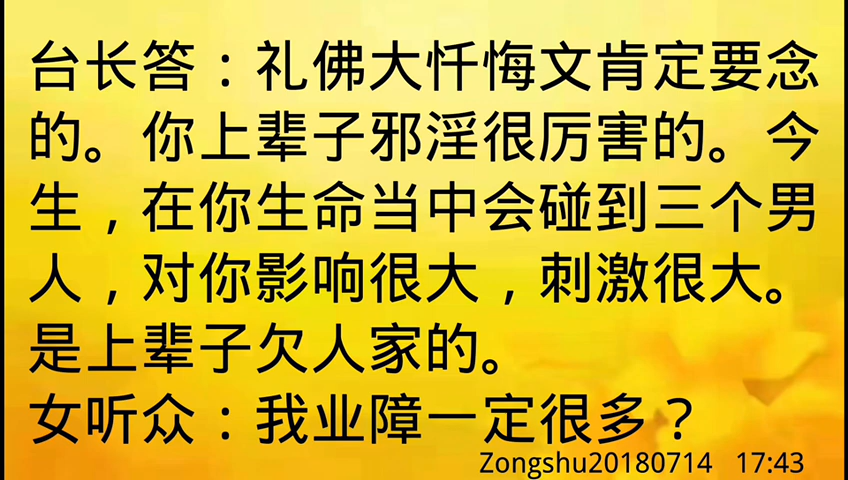 台长答：礼佛大忏悔文肯定要念
的。你上辈子邪淫很厉害的。今
生，在你生命当中会碰到三个男
人，对你影响很大，刺激很大。
是上辈子欠人家的。
女听众：我业障一定很多？
Zongshu20180714 17:43